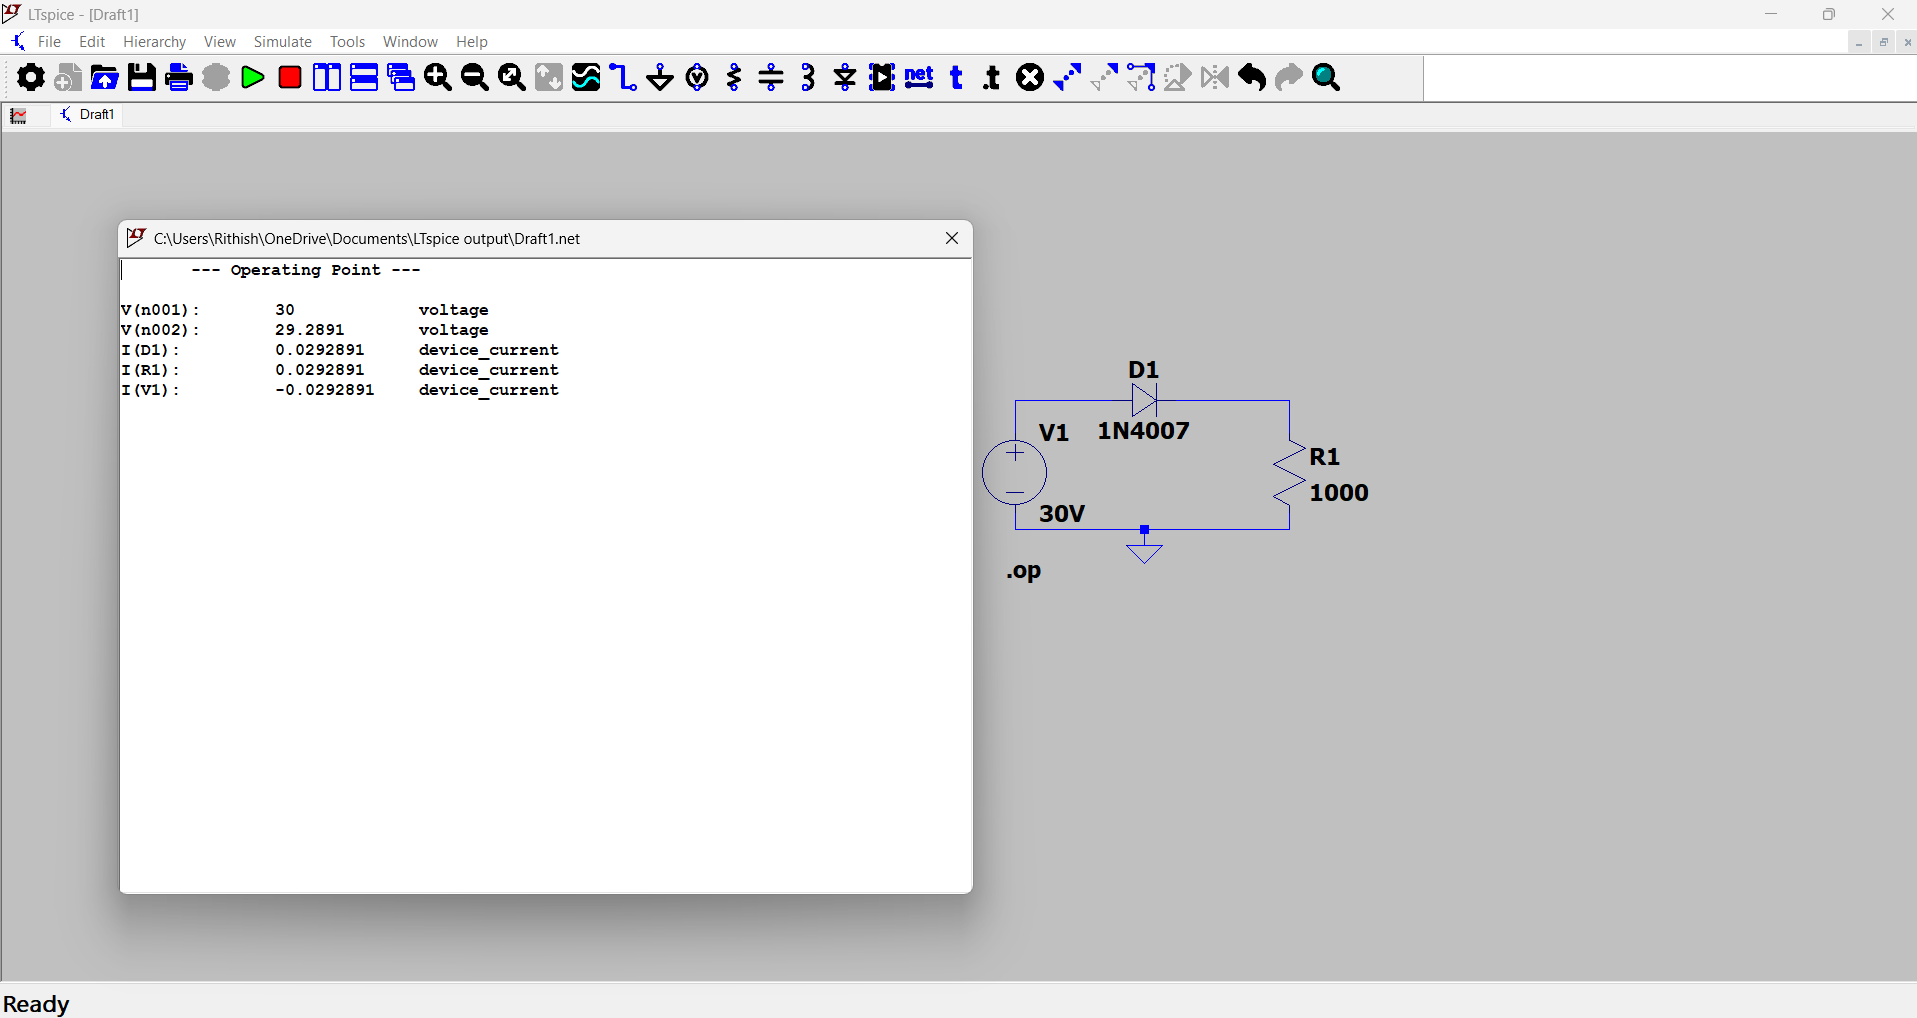 LTspice - [Draft1]
File Edit Hierarchy View Simulate Tools Window Help
net t .t
Draft1
C:\Users\Rithish\OneDrive\Documents\LTspice output\Draft1.net
--- Operating Point ---
V(n001): 30 voltage
V(n002): 29.2891 voltage
I(D1): 0.0292891 device_current
I(R1): 0.0292891 device_current
I(V1): -0.0292891 device_current
D1
1N4007
V1
30V
R1
1000
.op
Ready